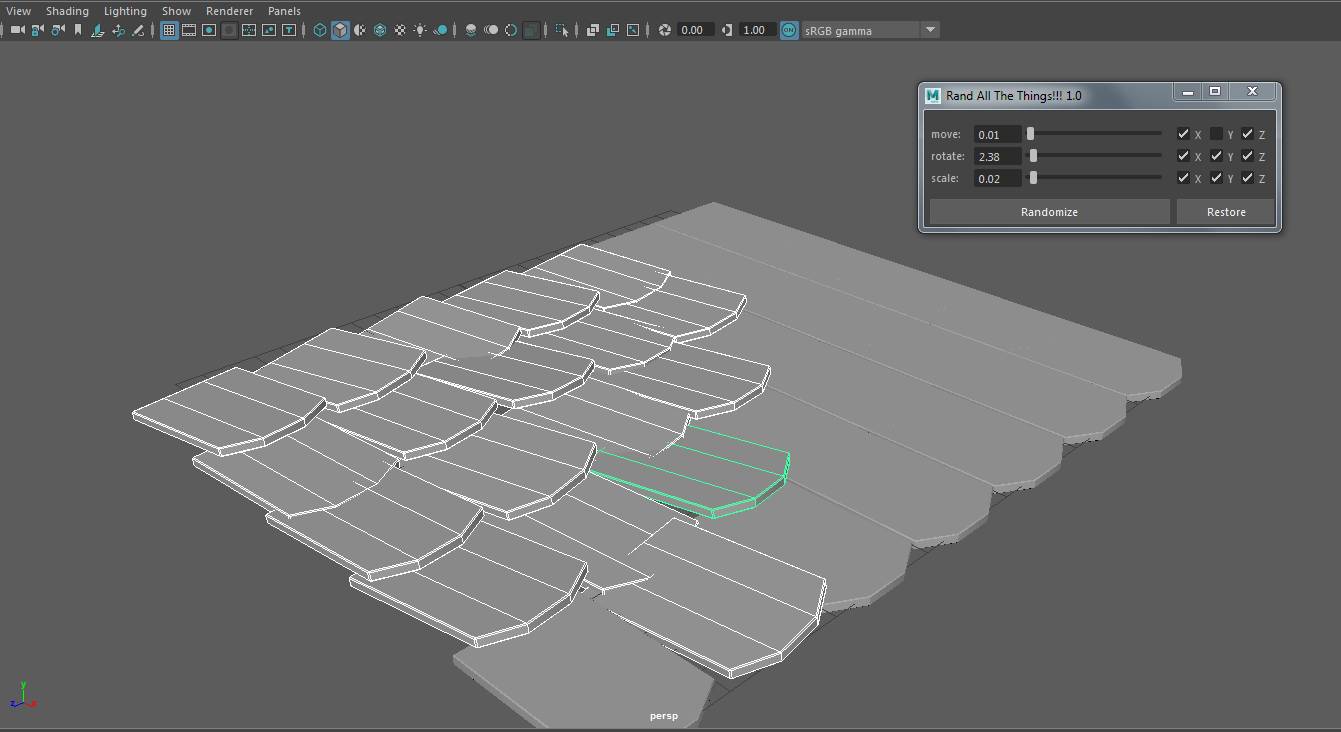 View Shading Lighting Show Renderer Panels
0.00 1.00 ON sRGB gamma
M Rand All The Things!!! 1.0
move: 0.01 X Y Z
rotate: 2.38 X Y Z
scale: 0.02 X Y Z
Randomize Restore
y
z x
persp